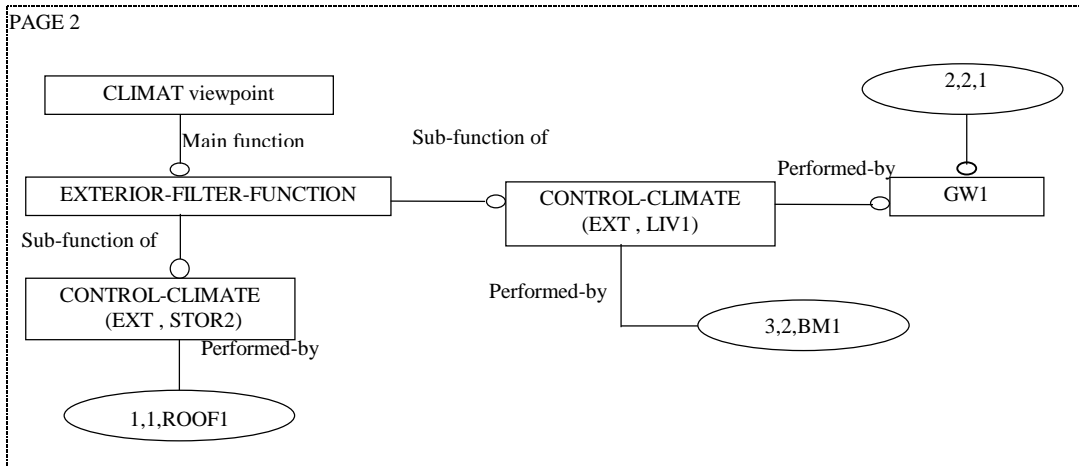 PAGE 2
CLIMAT viewpoint
2,2,1
Main function
Sub-function of
Performed-by
EXTERIOR-FILTER-FUNCTION
CONTROL-CLIMATE
(EXT , LIV1)
GW1
Sub-function of
CONTROL-CLIMATE
(EXT , STOR2)
Performed-by
3,2,BM1
Performed-by
1,1,ROOF1